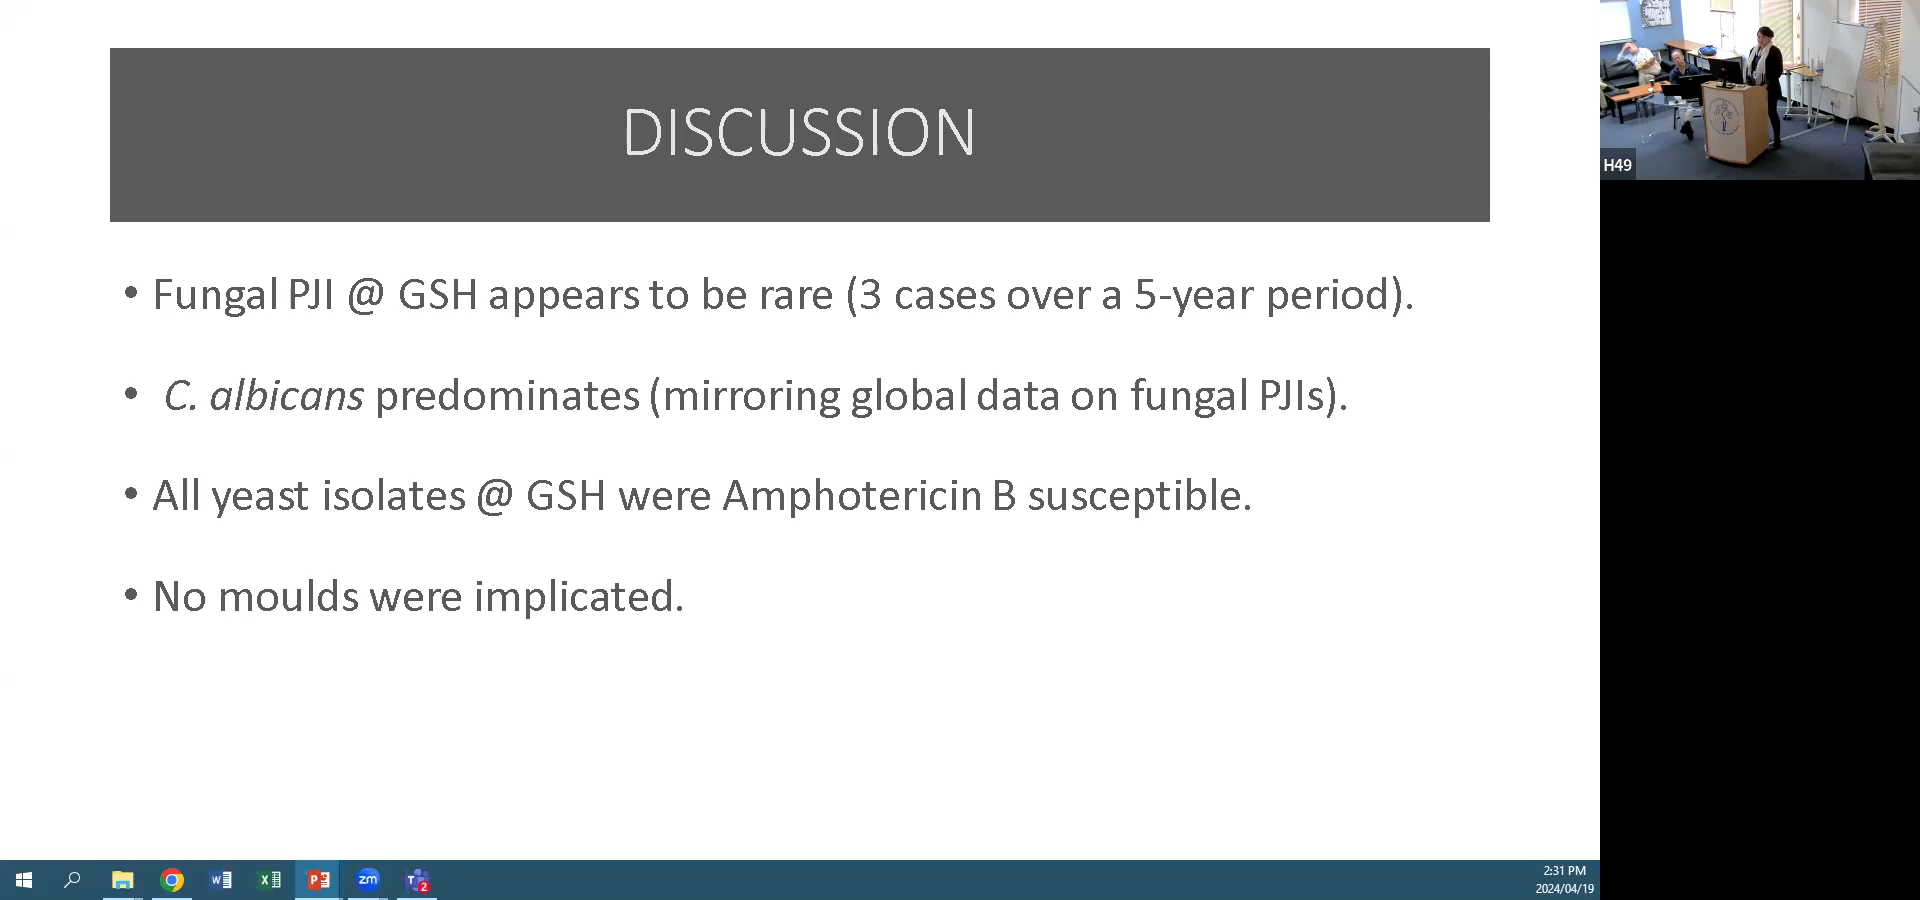 DISCUSSION
• Fungal PJI @ GSH appears to be rare (3 cases over a 5-year period).
• C. albicans predominates (mirroring global data on fungal PJIs).
• All yeast isolates @ GSH were Amphotericin B susceptible.
• No moulds were implicated.
H49
zm
2
2:31 PM
2024/04/19